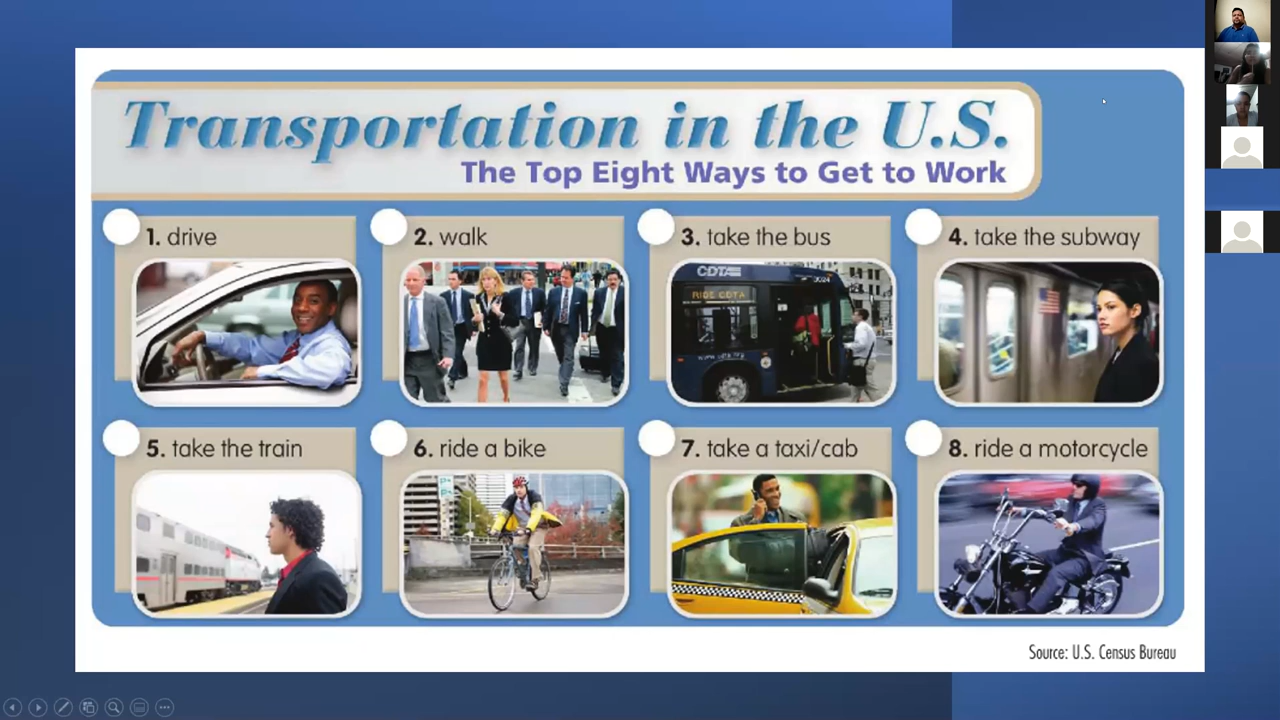 Transportation in the U.S.
The Top Eight Ways to Get to Work
1. drive
2. walk
3. take the bus
4. take the subway
CDTA
RIDE CDTA
5. take the train
6. ride a bike
7. take a taxi/cab
8. ride a motorcycle
Source: U.S. Census Bureau